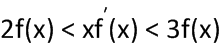 2f(x) < xf'(x) < 3f(x)